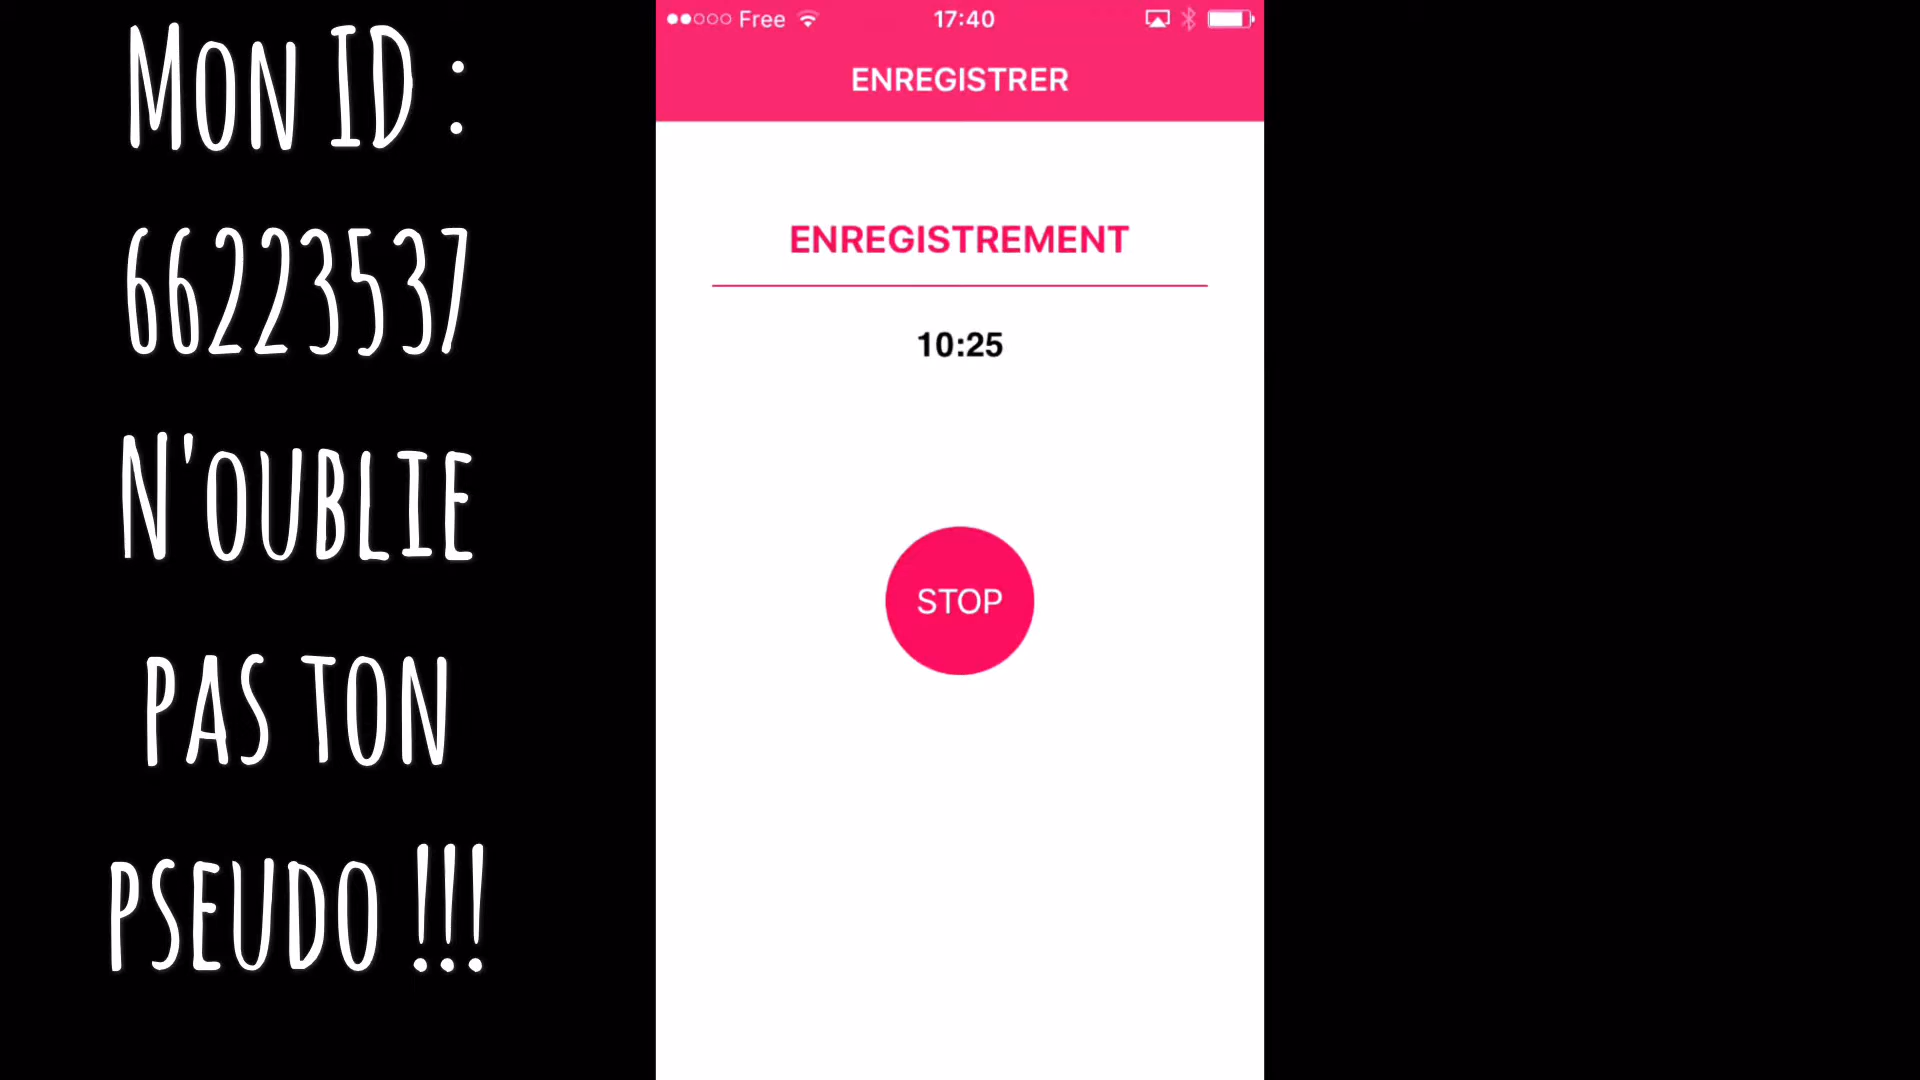 Mon ID :
66223537
N'oublie
pas ton
pseudo !!!
Free
17:40
ENREGISTRER
ENREGISTREMENT
10:25
STOP